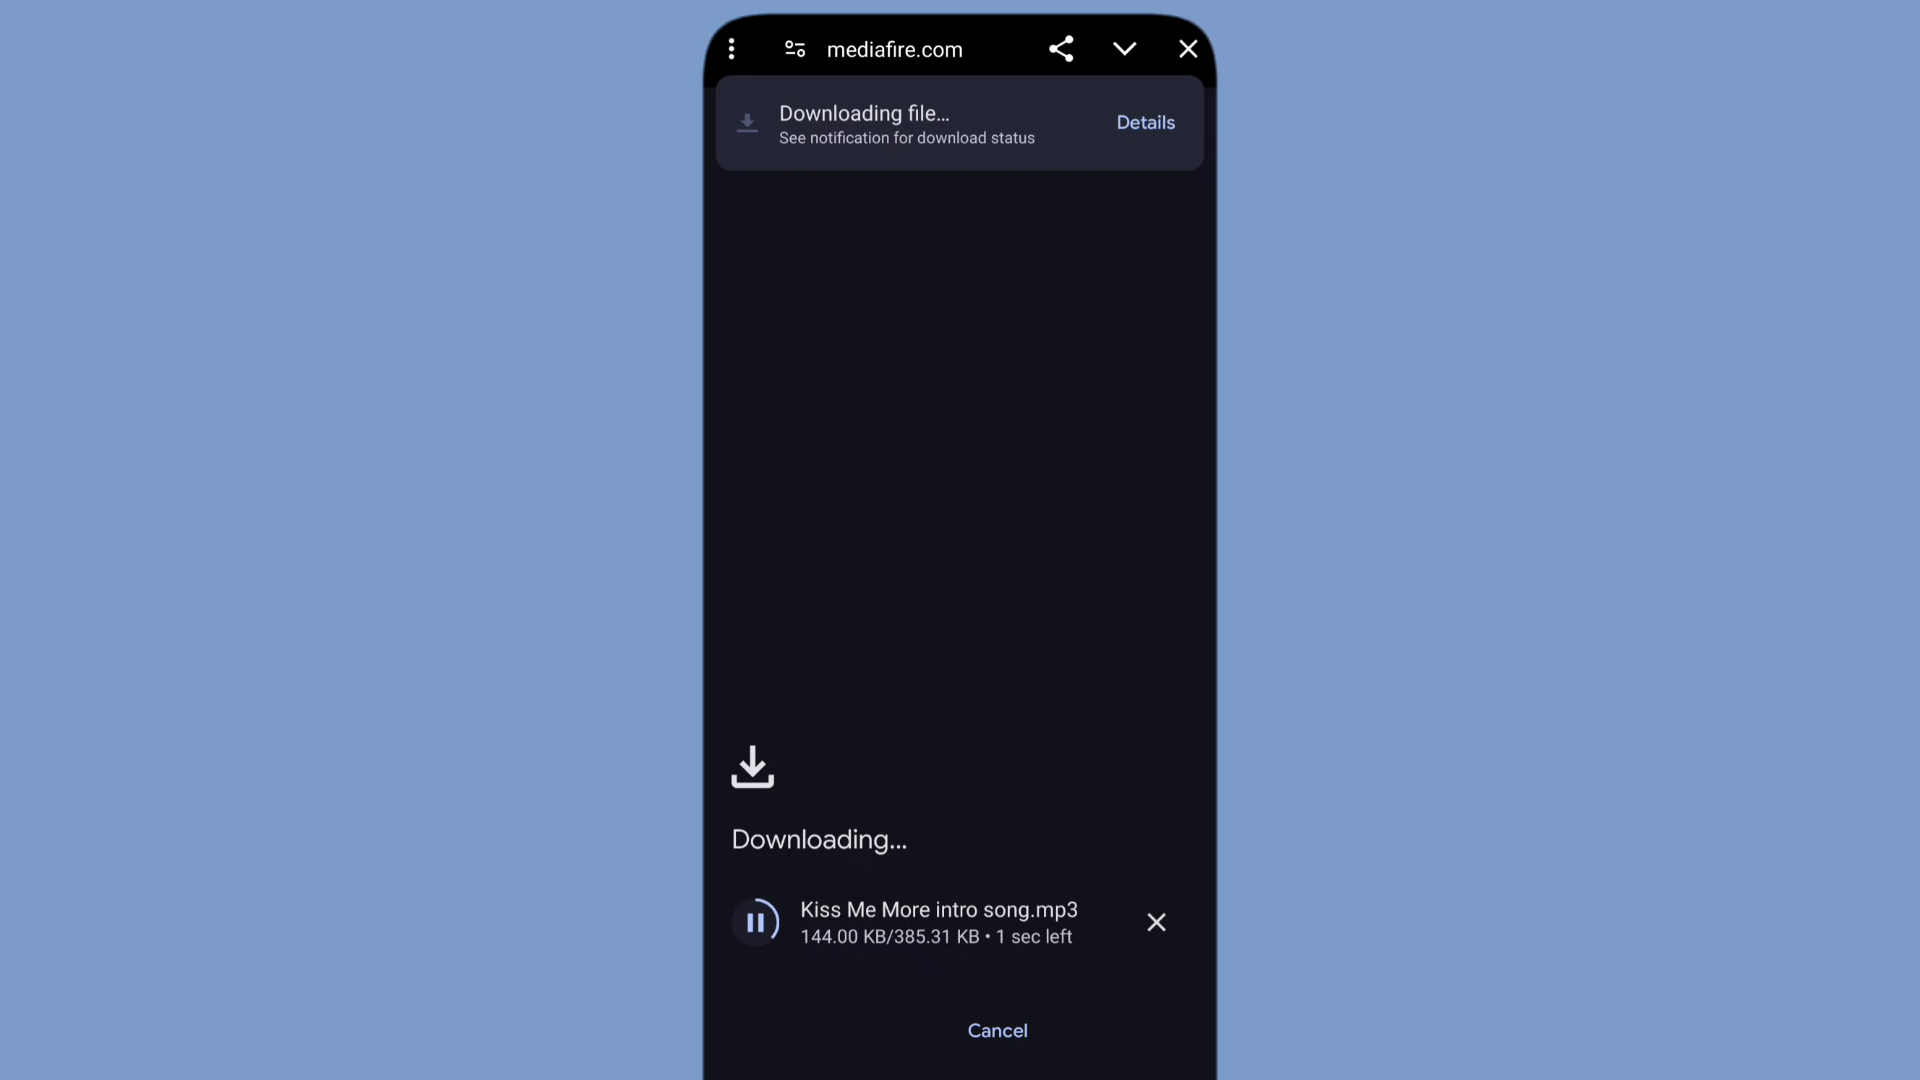 mediafire.com
Downloading file...
See notification for download status
Details
Downloading...
Kiss Me More intro song.mp3
144.00 KB/385.31 KB • 1 sec left
Cancel